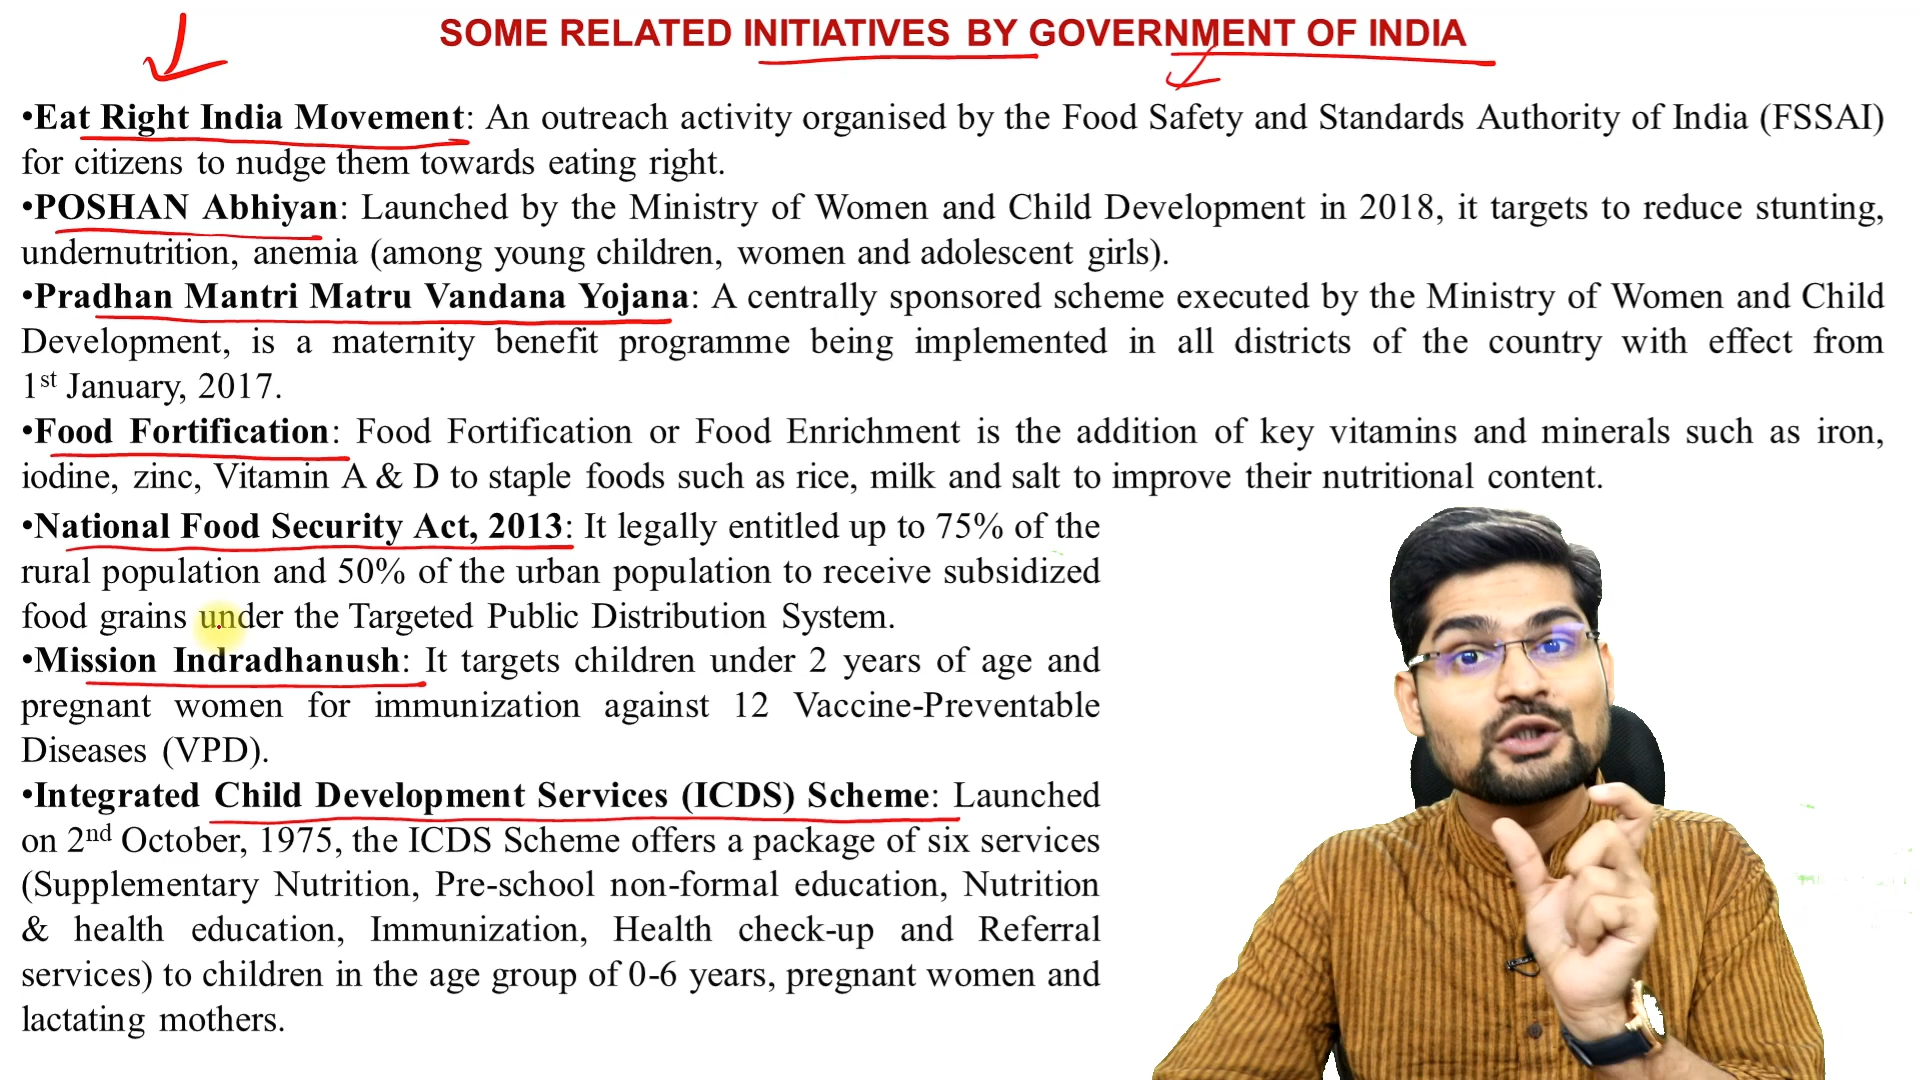 SOME RELATED INITIATIVES BY GOVERNMENT OF INDIA
•Eat Right India Movement: An outreach activity organised by the Food Safety and Standards Authority of India (FSSAI)
for citizens to nudge them towards eating right.
•POSHAN Abhiyan: Launched by the Ministry of Women and Child Development in 2018, it targets to reduce stunting,
undernutrition, anemia (among young children, women and adolescent girls).
•Pradhan Mantri Matru Vandana Yojana: A centrally sponsored scheme executed by the Ministry of Women and Child
Development, is a maternity benefit programme being implemented in all districts of the country with effect from
1st January, 2017.
•Food Fortification: Food Fortification or Food Enrichment is the addition of key vitamins and minerals such as iron,
iodine, zinc, Vitamin A & D to staple foods such as rice, milk and salt to improve their nutritional content.
•National Food Security Act, 2013: It legally entitled up to 75% of the
rural population and 50% of the urban population to receive subsidized
food grains under the Targeted Public Distribution System.
•Mission Indradhanush: It targets children under 2 years of age and
pregnant women for immunization against 12 Vaccine-Preventable
Diseases (VPD).
•Integrated Child Development Services (ICDS) Scheme: Launched
on 2nd October, 1975, the ICDS Scheme offers a package of six services
(Supplementary Nutrition, Pre-school non-formal education, Nutrition
& health education, Immunization, Health check-up and Referral
services) to children in the age group of 0-6 years, pregnant women and
lactating mothers.